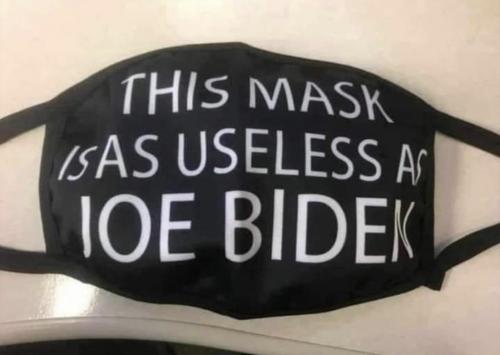 THIS MASK
IS AS USELESS AS
JOE BIDEN